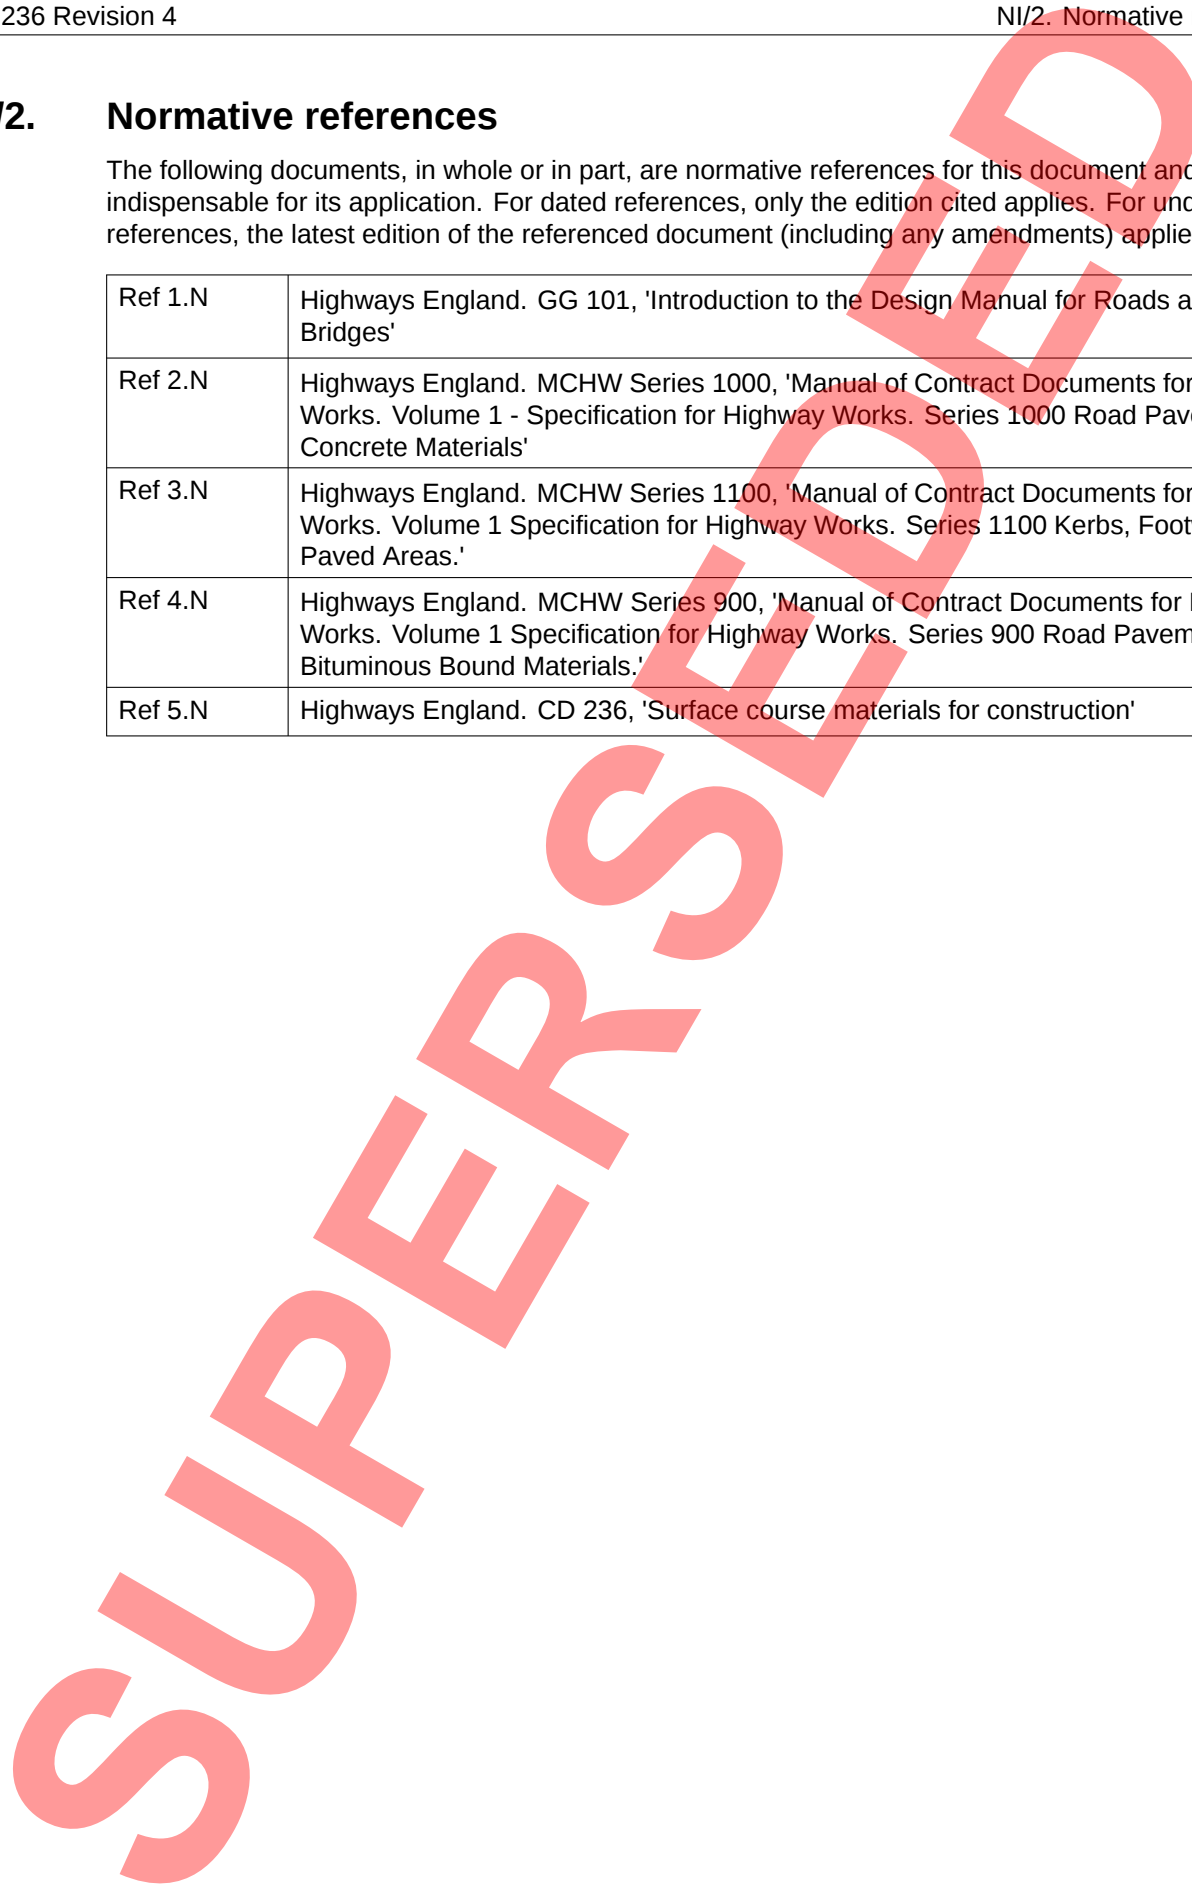 236 Revision 4 NI/2. Normative
/2. Normative references
The following documents, in whole or in part, are normative references for this document and
indispensable for its application. For dated references, only the edition cited applies. For
references, the latest edition of the referenced document (including any amendments)
Ref 1.N Highways England. GG 101, 'Introduction to the Design Manual for Roads
Bridges'
Ref 2.N Highways England. MCHW Series 1000, 'Manual of Contract Documents for
Works. Volume 1 - Specification for Highway Works. Series 1000 Road
Concrete Materials'
Ref 3.N Highways England. MCHW Series 1100, 'Manual of Contract Documents for
Works. Volume 1 Specification for Highway Works. Series 1100 Kerbs,
Paved Areas.'
Ref 4.N Highways England. MCHW Series 900, 'Manual of Contract Documents for
Works. Volume 1 Specification for Highway Works. Series 900 Road
Bituminous Bound Materials.'
Ref 5.N Highways England. CD 236, 'Surface course materials for construction'
SUPERSEDED